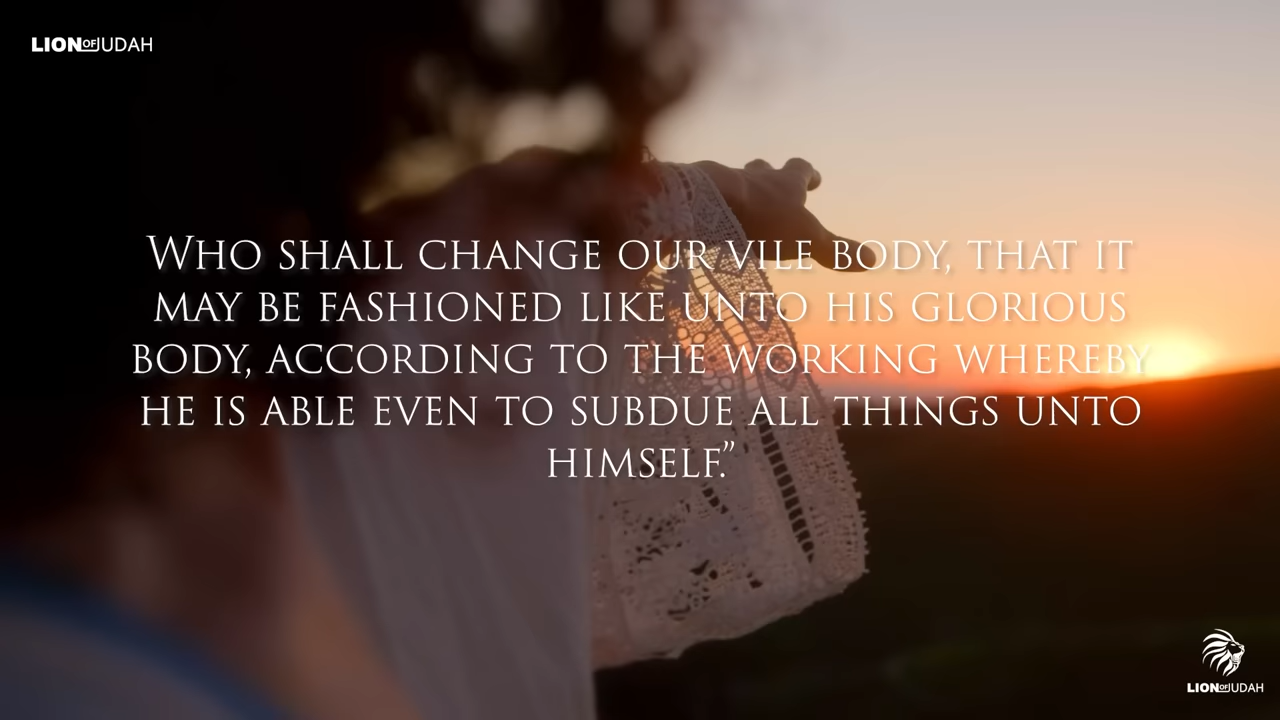 LION OF JUDAH
WHO SHALL CHANGE OUR VILE BODY, THAT IT
MAY BE FASHIONED LIKE UNTO HIS GLORIOUS
BODY, ACCORDING TO THE WORKING WHEREBY
HE IS ABLE EVEN TO SUBDUE ALL THINGS UNTO
HIMSELF.”
LION OF JUDAH